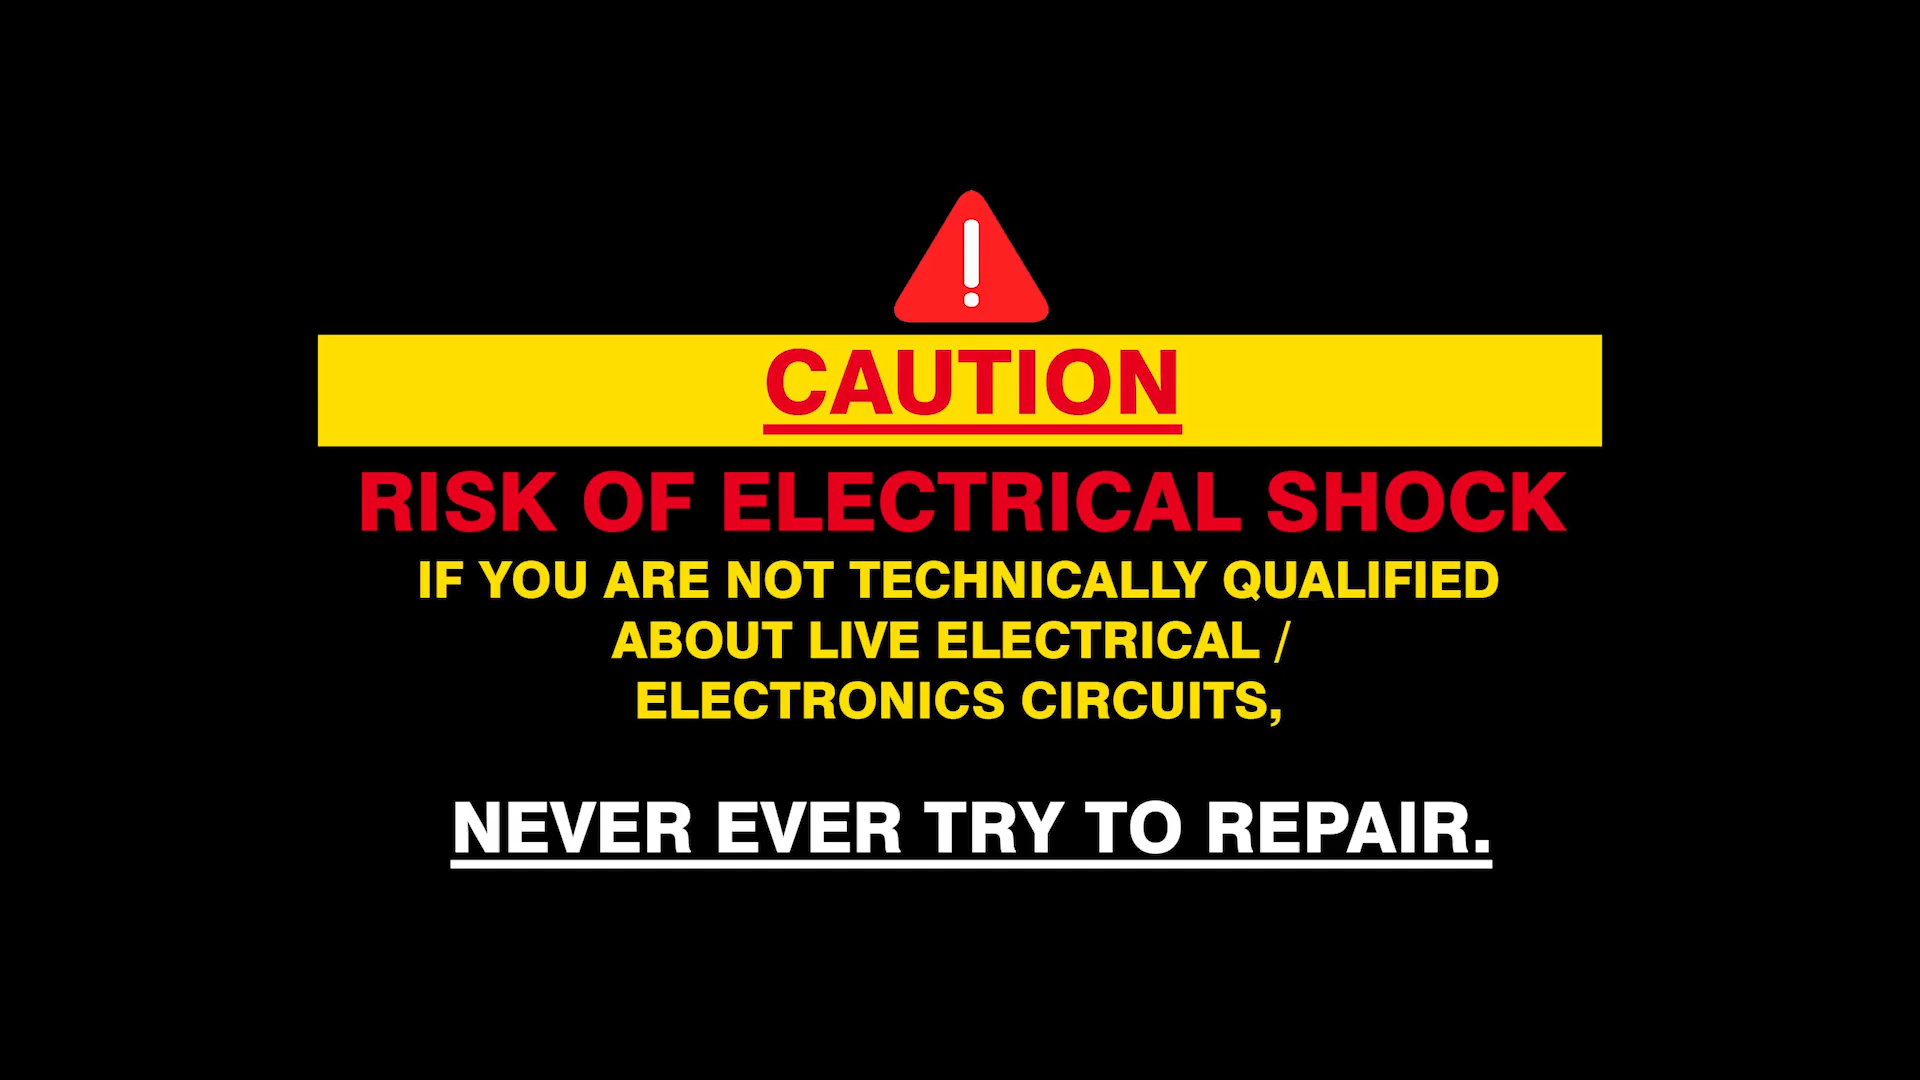 CAUTION
RISK OF ELECTRICAL SHOCK
IF YOU ARE NOT TECHNICALLY QUALIFIED
ABOUT LIVE ELECTRICAL /
ELECTRONICS CIRCUITS,
NEVER EVER TRY TO REPAIR.